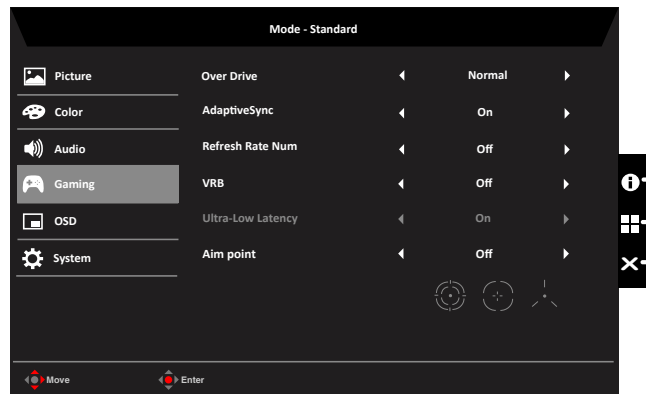 Mode - Standard
Picture
Over Drive Normal
Color
AdaptiveSync On
Audio
Refresh Rate Num Off
Gaming
VRB Off
OSD
Ultra-Low Latency On
System
Aim point Off
Move Enter